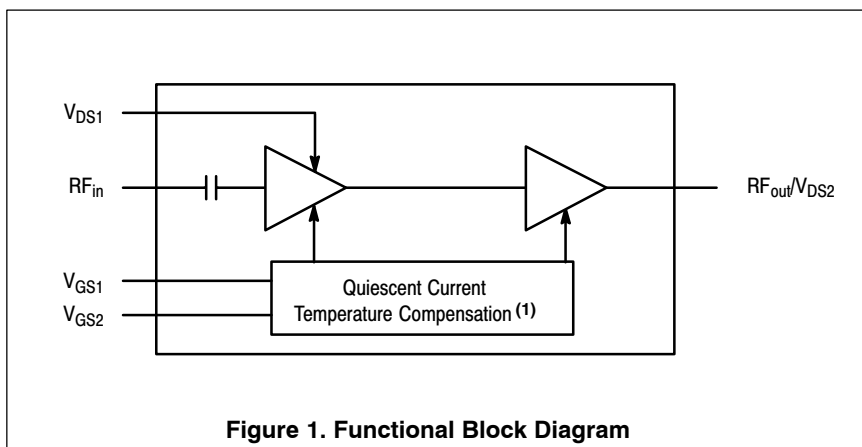 V_DS1
RF_in
RF_out/V_DS2
V_GS1
V_GS2
Quiescent Current
Temperature Compensation (1)
Figure 1. Functional Block Diagram